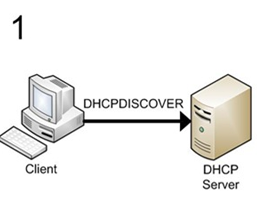 1
DHCPDISCOVER
Client
DHCP
Server